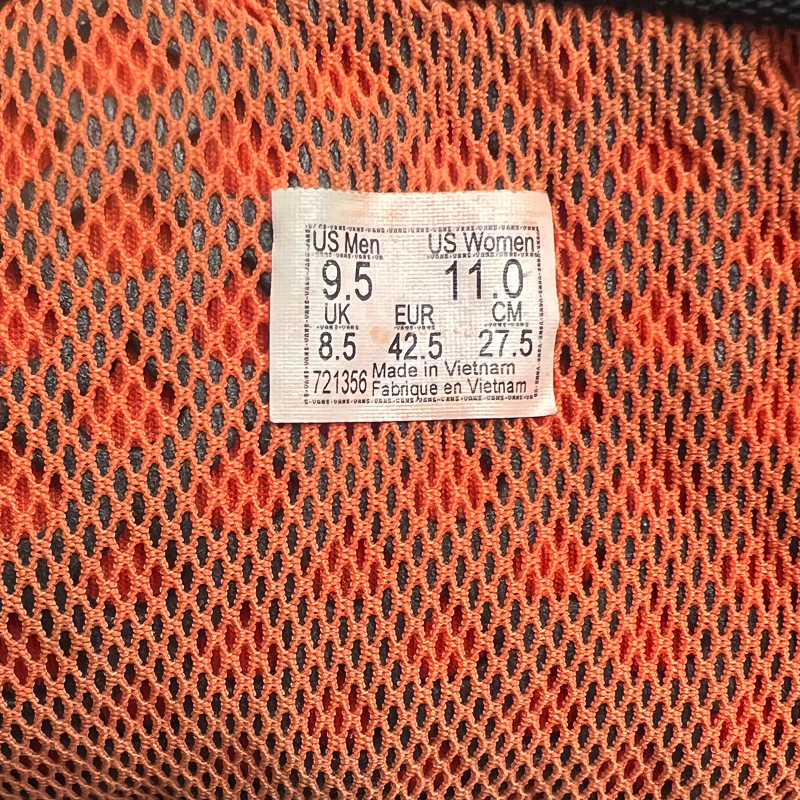 US Men US Women
9.5 11.0
UK EUR CM
8.5 42.5 27.5
721356 Made in Vietnam
Fabrique en Vietnam